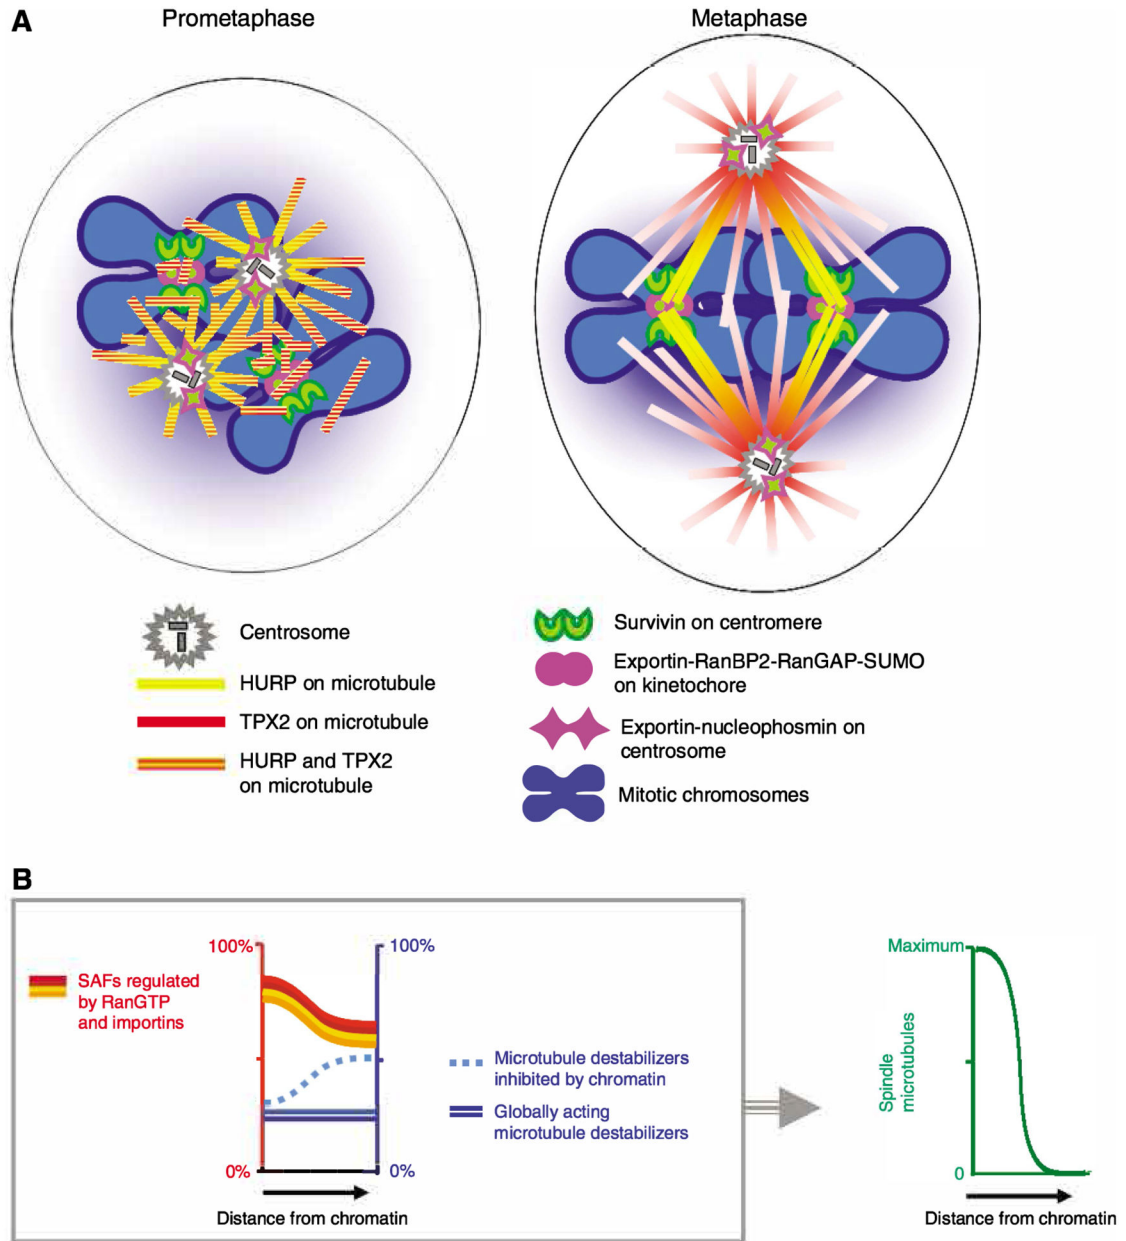 A
Prometaphase
Metaphase
Centrosome
HURP on microtubule
TPX2 on microtubule
HURP and TPX2
on microtubule
Survivin on centromere
Exportin-RanBP2-RanGAP-SUMO
on kinetochore
Exportin-nucleophosmin on
centrosome
Mitotic chromosomes
B
SAFs regulated
by RanGTP
and importins
100%
100%
0%
0%
Distance from chromatin
Microtubule destabilizers
inhibited by chromatin
Globally acting
microtubule destabilizers
Maximum
Spindle
microtubules
0
Distance from chromatin